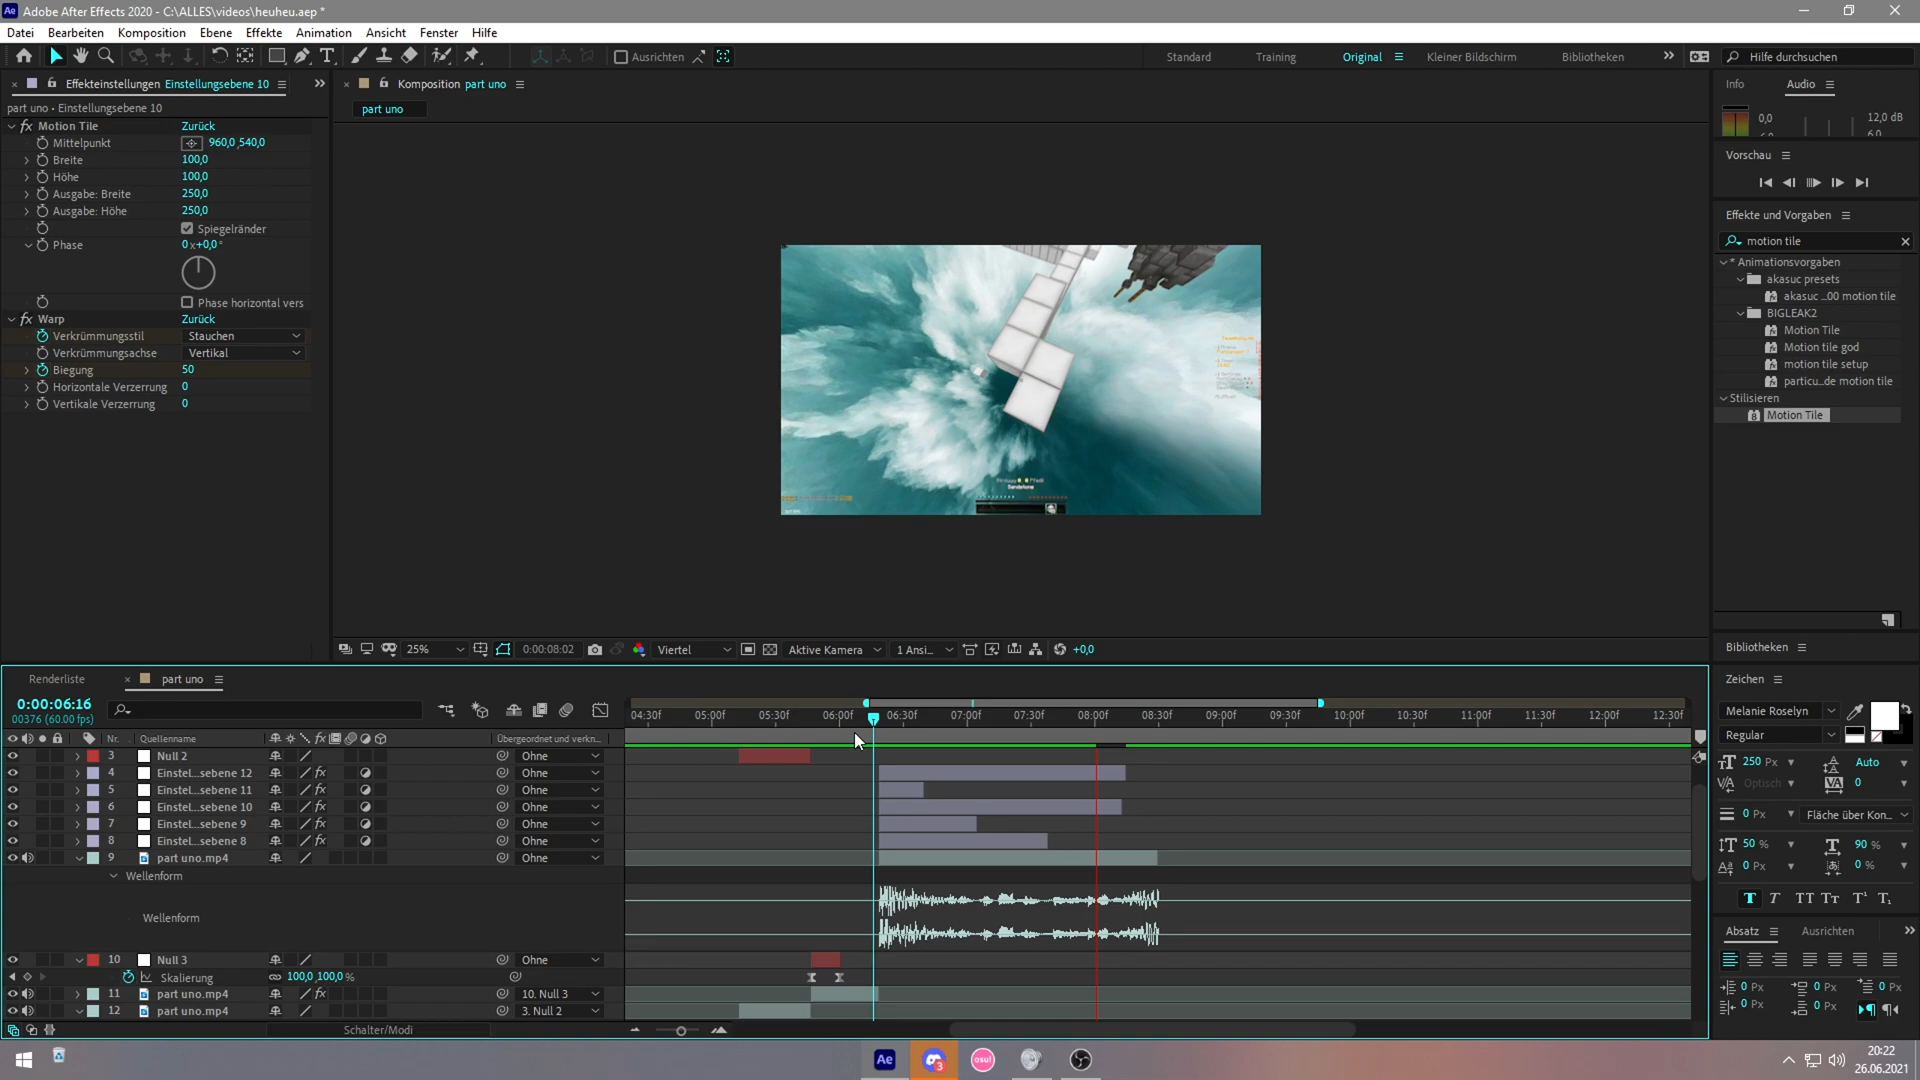 Adobe After Effects 2020 - C:\ALLES\videos\heuheu.aep *
Datei Bearbeiten Komposition Ebene Effekte Animation Ansicht Fenster Hilfe
Ausrichten Standard Training Original Kleiner Bildschirm Bibliotheken Hilfe durchsuchen
Effekteinstellungen Einstellungsebene 10
part uno • Einstellungsebene 10
Motion Tile Zurück
Mittelpunkt 960,0, 540,0
Breite 100,0
Höhe 100,0
Ausgabe: Breite 250,0
Ausgabe: Höhe 250,0
Spiegelränder
Phase 0x+0,0°
Phase horizontal vers
Warp Zurück
Verkrümmungsstil Stauchen
Verkrümmungsachse Vertikal
Biegung 50
Horizontale Verzerrung 0
Vertikale Verzerrung 0
Komposition part uno
part uno
25% 0:00:08:02 Viertel Aktive Kamera 1 Ansi... +0,0
Info Audio
0,0 12,0 dB
6,0
Vorschau
Effekte und Vorgaben
motion tile
* Animationsvorgaben
akasuc presets
akasuc ...00 motion tile
BIGLEAK2
Motion Tile
Motion tile god
motion tile setup
particu...de motion tile
Stilisieren
Motion Tile
Bibliotheken
Zeichen
Melanie Roselyn
Regular
250 Px Auto
Optisch 0
0 Px Fläche über Kon...
50 % 90 %
0 Px 0 %
T T TT Tt T¹ T₁
Absatz Ausrichten
0 Px 0 Px 0 Px
0 Px 0 Px
Renderliste part uno
0:00:06:16
00376 (60.00 fps)
04:30f 05:00f 05:30f 06:00f 06:30f 07:00f 07:30f 08:00f 08:30f 09:00f 09:30f 10:00f 10:30f 11:00f 11:30f 12:00f 12:30f
Nr. Quellenname Übergeordnet und verkn...
3 Null 2 Ohne
4 Einstel...sebene 12 Ohne
5 Einstel...sebene 11 Ohne
6 Einstel...sebene 10 Ohne
7 Einstel...sebene 9 Ohne
8 Einstel...sebene 8 Ohne
9 part uno.mp4 Ohne
Wellenform
Wellenform
10 Null 3 Ohne
Skalierung 100,0, 100,0 %
11 part uno.mp4 10. Null 3
12 part uno.mp4 3. Null 2
Schalter/Modi
Ae 3 osu!
20:22
26.06.2021